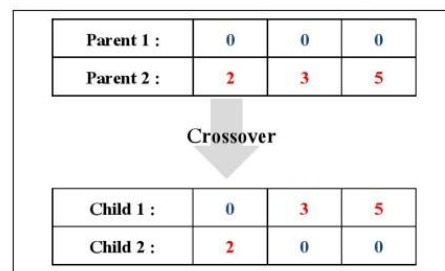 Parent 1 : 0 0 0
Parent 2 : 2 3 5
Crossover
Child 1 : 0 3 5
Child 2 : 2 0 0